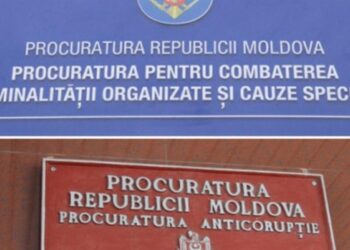 PROCURATURA REPUBLICII MOLDOVA
PROCURATURA PENTRU COMBATEREA
MINALITĂȚII ORGANIZATE ȘI CAUZE SPEC
PROCURATURA
REPUBLICII MOLDOVA
PROCURATURA ANTICORUPȚIE